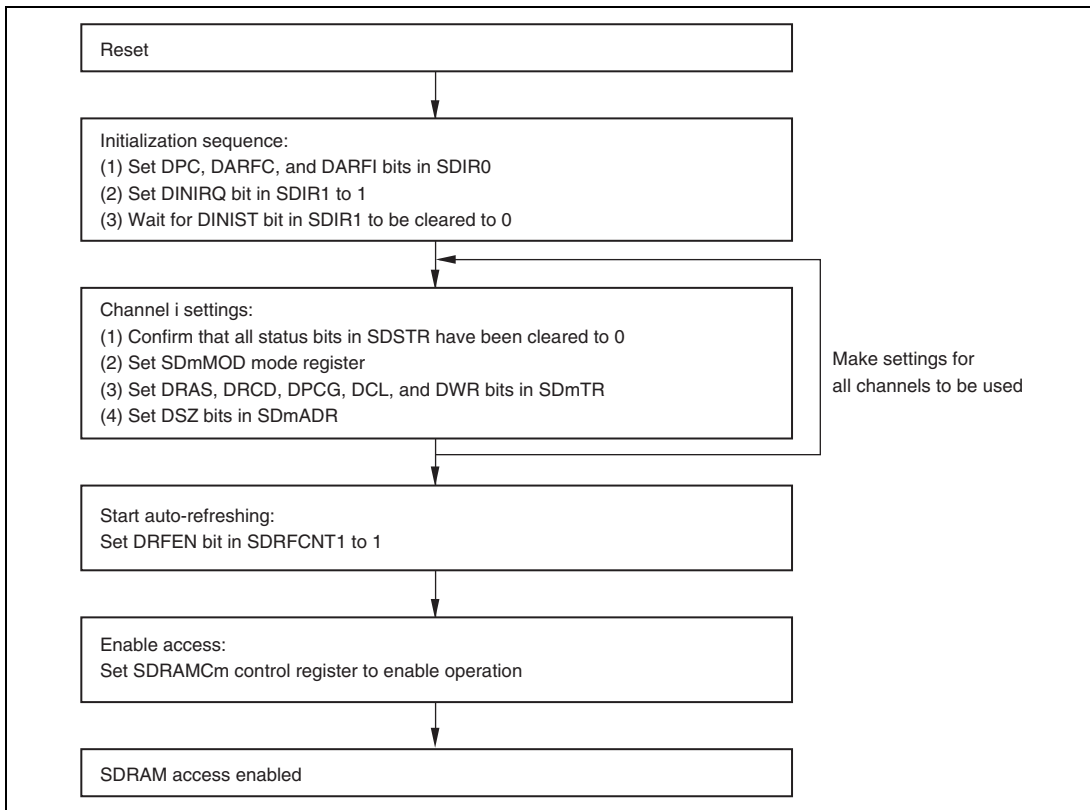 Reset
Initialization sequence:
(1) Set DPC, DARFC, and DARFI bits in SDIR0
(2) Set DINIRQ bit in SDIR1 to 1
(3) Wait for DINIST bit in SDIR1 to be cleared to 0
Channel i settings:
(1) Confirm that all status bits in SDSTR have been cleared to 0
(2) Set SDmMOD mode register
(3) Set DRAS, DRCD, DPCG, DCL, and DWR bits in SDmTR
(4) Set DSZ bits in SDmADR
Make settings for
all channels to be used
Start auto-refreshing:
Set DRFEN bit in SDRFCNT1 to 1
Enable access:
Set SDRAMCm control register to enable operation
SDRAM access enabled